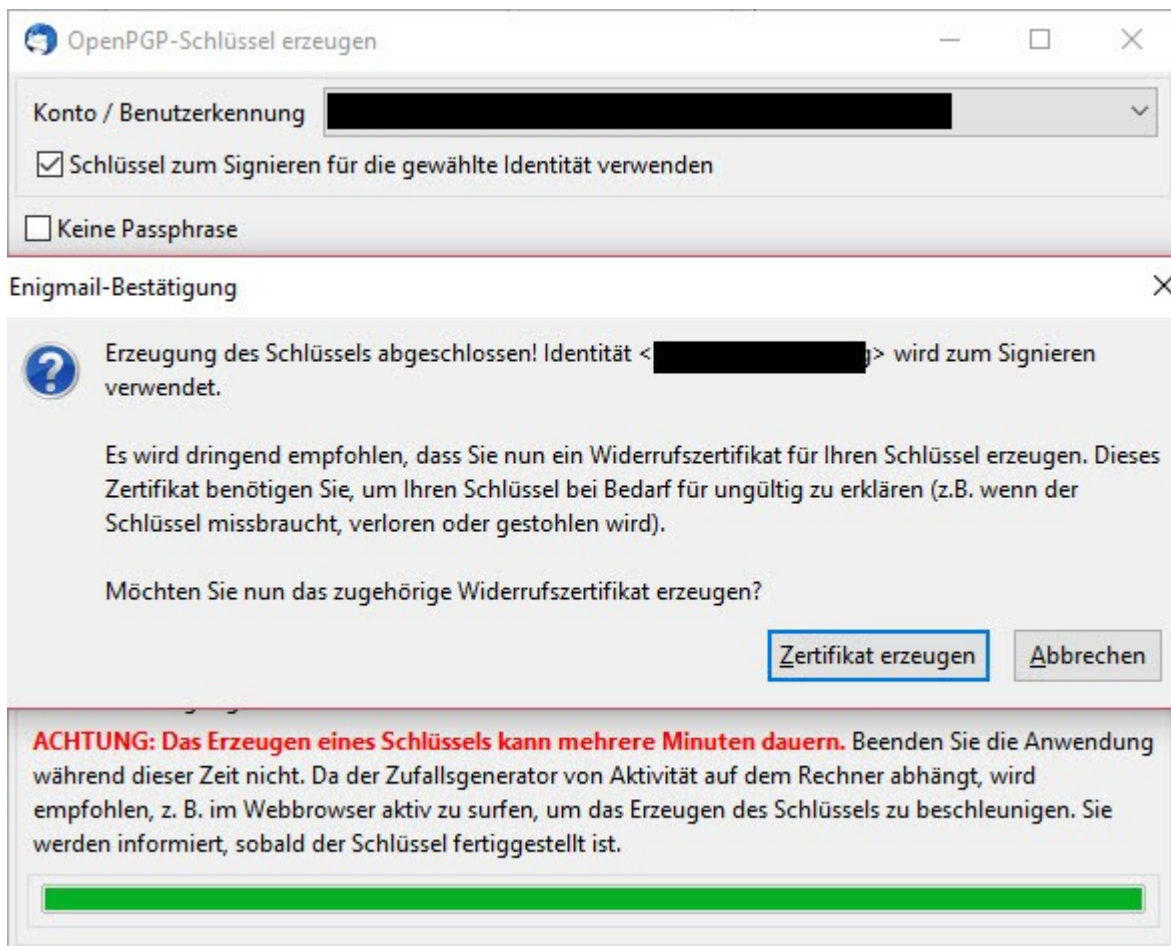 OpenPGP-Schlüssel erzeugen
Konto / Benutzerkennung
Schlüssel zum Signieren für die gewählte Identität verwenden
Keine Passphrase
Enigmail-Bestätigung
Erzeugung des Schlüssels abgeschlossen! Identität < > wird zum Signieren
verwendet.
Es wird dringend empfohlen, dass Sie nun ein Widerrufszertifikat für Ihren Schlüssel erzeugen. Dieses
Zertifikat benötigen Sie, um Ihren Schlüssel bei Bedarf für ungültig zu erklären (z.B. wenn der
Schlüssel missbraucht, verloren oder gestohlen wird).
Möchten Sie nun das zugehörige Widerrufszertifikat erzeugen?
Zertifikat erzeugen Abbrechen
ACHTUNG: Das Erzeugen eines Schlüssels kann mehrere Minuten dauern. Beenden Sie die Anwendung
während dieser Zeit nicht. Da der Zufallsgenerator von Aktivität auf dem Rechner abhängt, wird
empfohlen, z. B. im Webbrowser aktiv zu surfen, um das Erzeugen des Schlüssels zu beschleunigen. Sie
werden informiert, sobald der Schlüssel fertiggestellt ist.